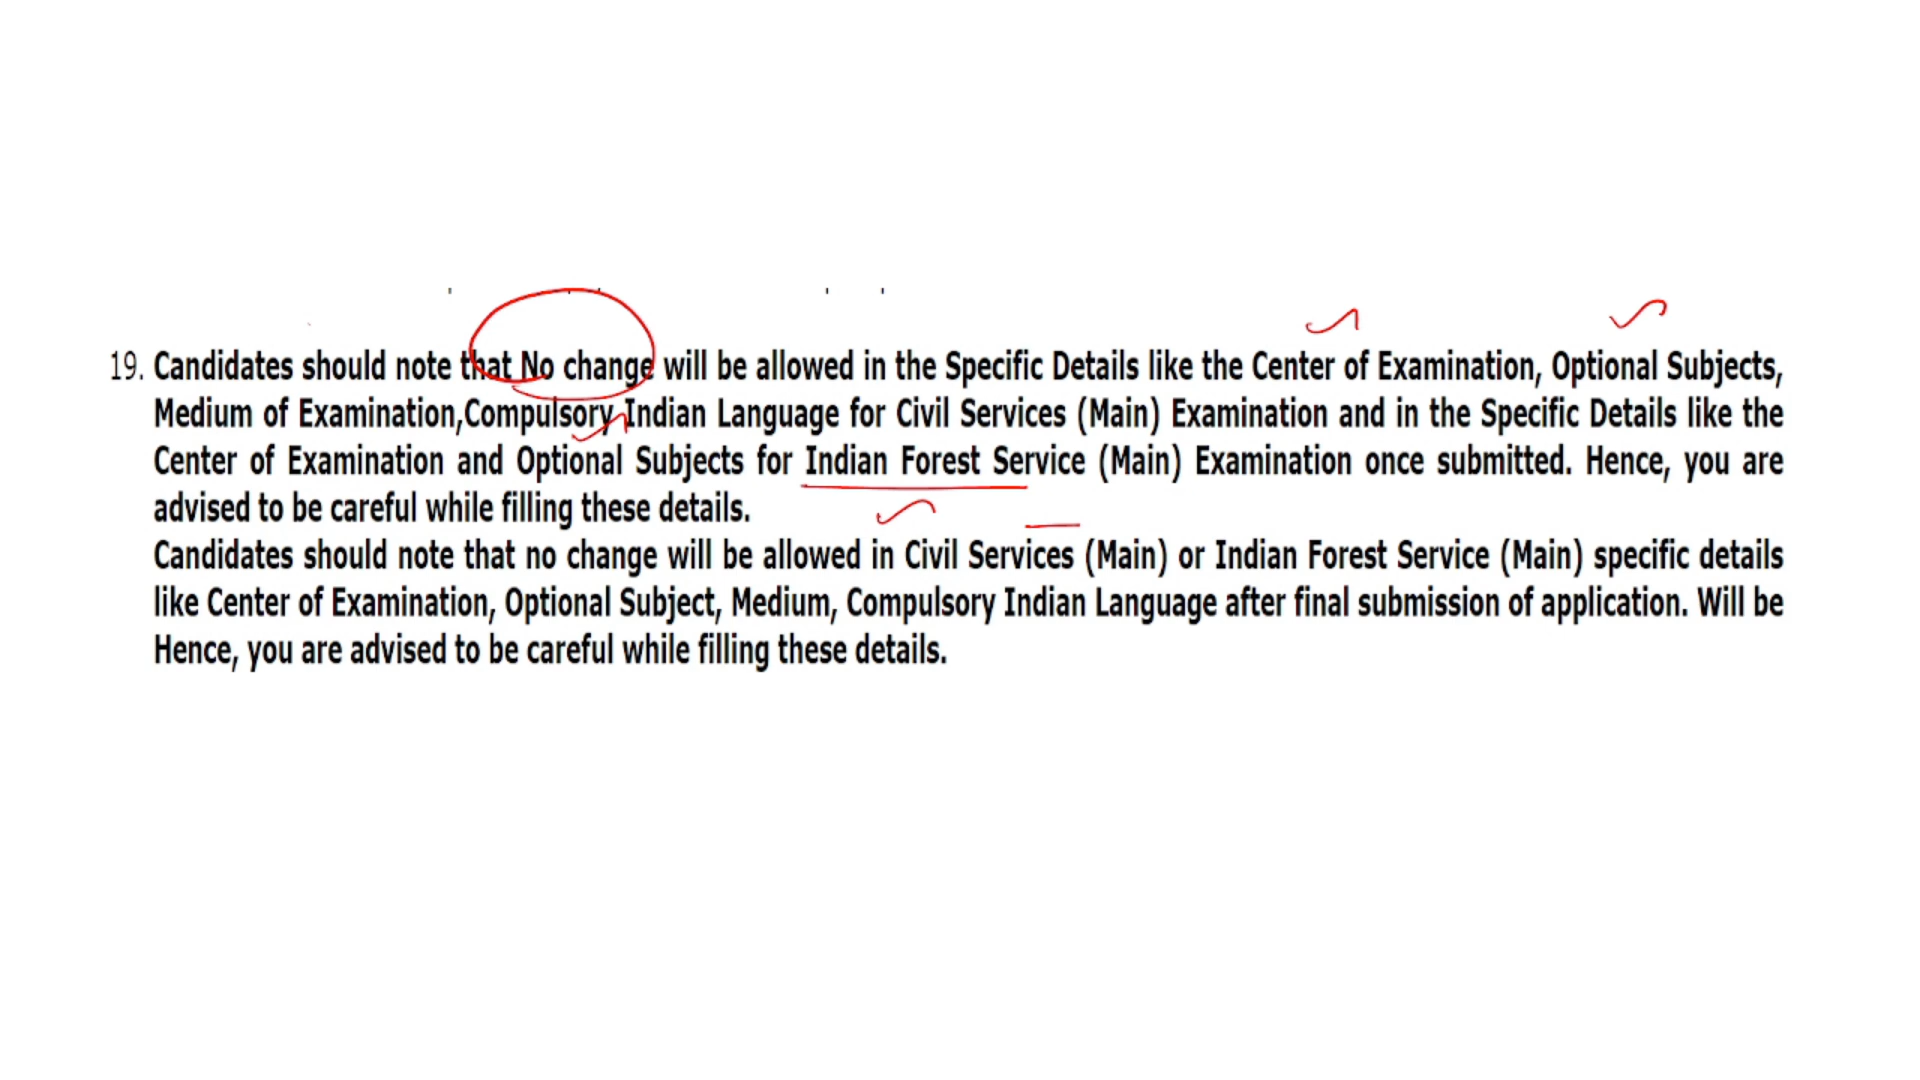 19. Candidates should note that No change will be allowed in the Specific Details like the Center of Examination, Optional Subjects,
Medium of Examination,Compulsory Indian Language for Civil Services (Main) Examination and in the Specific Details like the
Center of Examination and Optional Subjects for Indian Forest Service (Main) Examination once submitted. Hence, you are
advised to be careful while filling these details.
Candidates should note that no change will be allowed in Civil Services (Main) or Indian Forest Service (Main) specific details
like Center of Examination, Optional Subject, Medium, Compulsory Indian Language after final submission of application. Will be
Hence, you are advised to be careful while filling these details.